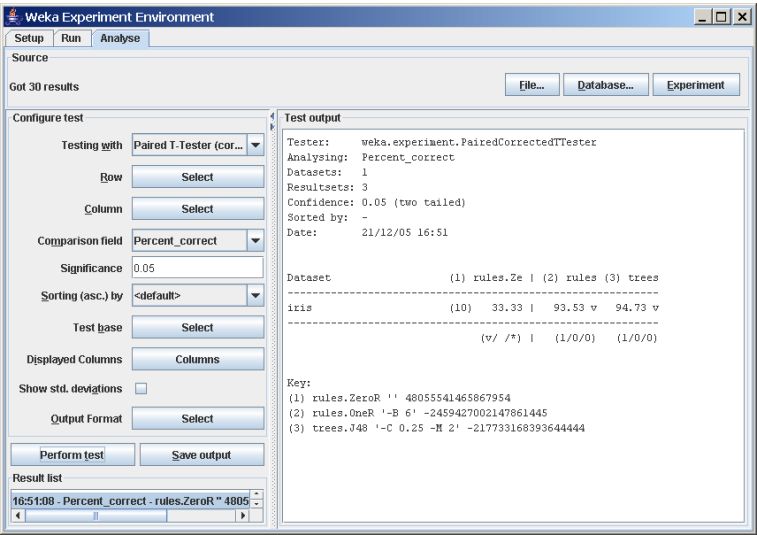 Weka Experiment Environment
Setup Run Analyse
Source
Got 30 results
File... Database... Experiment
Configure test
Testing with Paired T-Tester (cor...
Row Select
Column Select
Comparison field Percent_correct
Significance 0.05
Sorting (asc.) by <default>
Test base Select
Displayed Columns Columns
Show std. deviations
Output Format Select
Perform test Save output
Result list
16:51:08 - Percent_correct - rules.ZeroR '' 4805
Test output
Tester: weka.experiment.PairedCorrectedTTester
Analysing: Percent_correct
Datasets: 1
Resultsets: 3
Confidence: 0.05 (two tailed)
Sorted by: -
Date: 21/12/05 16:51
Dataset (1) rules.Ze | (2) rules (3) trees
--------------------------------------------------------------
iris (10) 33.33 | 93.53 v 94.73 v
--------------------------------------------------------------
(v/ /*) | (1/0/0) (1/0/0)
Key:
(1) rules.ZeroR '' 48055541465867954
(2) rules.OneR '-B 6' -2459427002147861445
(3) trees.J48 '-C 0.25 -M 2' -217733168393644444